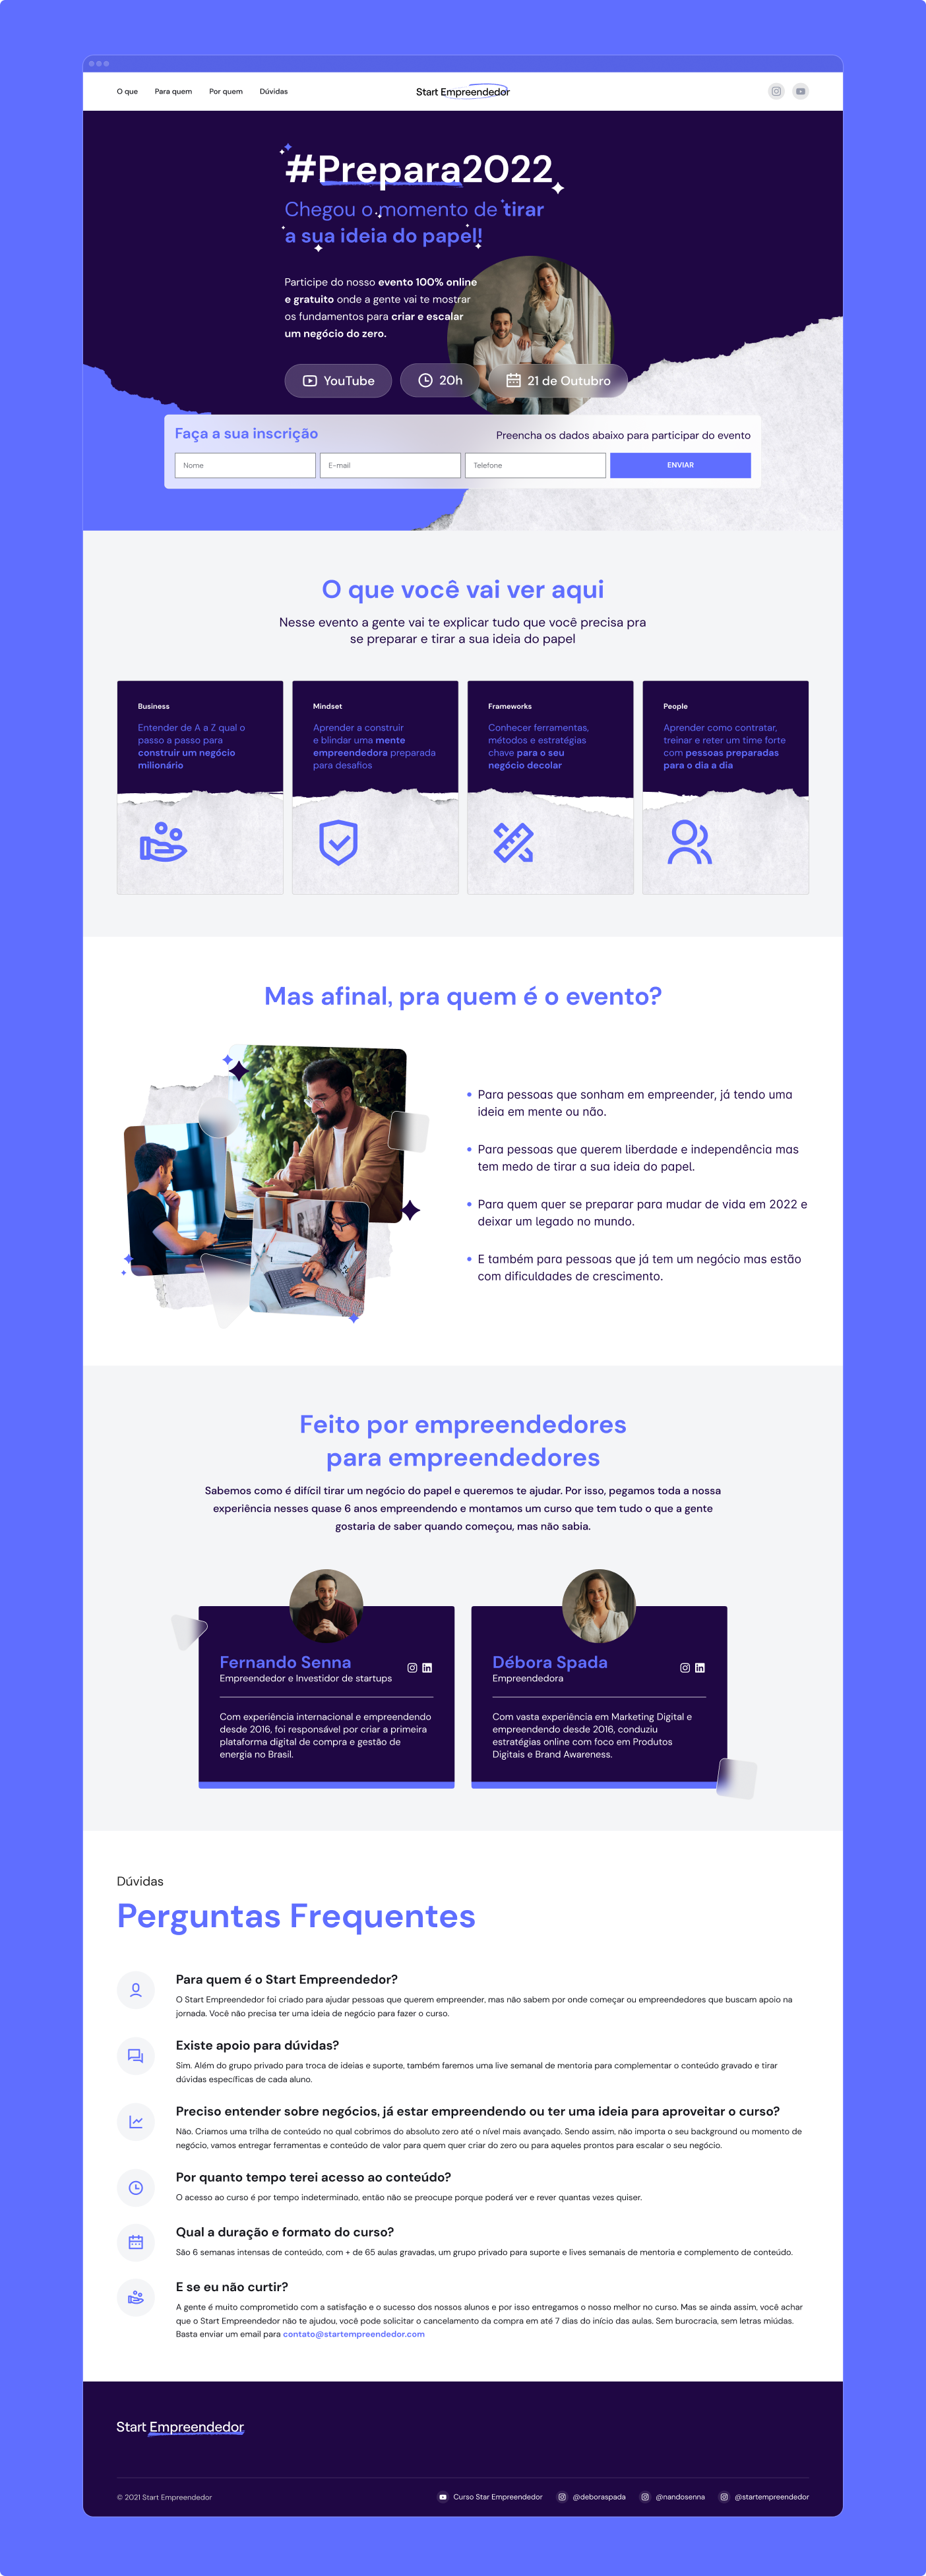 O que
Para quem
Por quem
Dúvidas
Start Empreendedor
#Prepara2022
Chegou o momento de tirar
a sua ideia do papel!
Participe do nosso evento 100% online
e gratuito onde a gente vai te mostrar
os fundamentos para criar e escalar
um negócio do zero.
YouTube
20h
21 de Outubro
Faça a sua inscrição
Preencha os dados abaixo para participar do evento
Nome
E-mail
Telefone
ENVIAR
O que você vai ver aqui
Nesse evento a gente vai te explicar tudo que você precisa pra
se preparar e tirar a sua ideia do papel
Business
Entender de A a Z qual o
passo a passo para
construir um negócio
milionário
Mindset
Aprender a construir
e blindar uma mente
empreendedora preparada
para desafios
Frameworks
Conhecer ferramentas,
métodos e estratégias
chave para o seu
negócio decolar
People
Aprender como contratar,
treinar e reter um time forte
com pessoas preparadas
para o dia a dia
Mas afinal, pra quem é o evento?
Para pessoas que sonham em empreender, já tendo uma
ideia em mente ou não.
Para pessoas que querem liberdade e independência mas
tem medo de tirar a sua ideia do papel.
Para quem quer se preparar para mudar de vida em 2022 e
deixar um legado no mundo.
E também para pessoas que já tem um negócio mas estão
com dificuldades de crescimento.
Feito por empreendedores
para empreendedores
Sabemos como é difícil tirar um negócio do papel e queremos te ajudar. Por isso, pegamos toda a nossa
experiência nesses quase 6 anos empreendendo e montamos um curso que tem tudo o que a gente
gostaria de saber quando começou, mas não sabia.
Fernando Senna
Empreendedor e Investidor de startups
Com experiência internacional e empreendendo
desde 2016, foi responsável por criar a primeira
plataforma digital de compra e gestão de
energia no Brasil.
Débora Spada
Empreendedora
Com vasta experiência em Marketing Digital e
empreendendo desde 2016, conduziu
estratégias online com foco em Produtos
Digitais e Brand Awareness.
Dúvidas
Perguntas Frequentes
Para quem é o Start Empreendedor?
O Start Empreendedor foi criado para ajudar pessoas que querem empreender, mas não sabem por onde começar ou empreendedores que buscam apoio na
jornada. Você não precisa ter uma ideia de negócio para fazer o curso.
Existe apoio para dúvidas?
Sim. Além do grupo privado para troca de ideias e suporte, também faremos uma live semanal de mentoria para complementar o conteúdo gravado e tirar
dúvidas específicas de cada aluno.
Preciso entender sobre negócios, já estar empreendendo ou ter uma ideia para aproveitar o curso?
Não. Criamos uma trilha de conteúdo no qual cobrimos do absoluto zero até o nível mais avançado. Sendo assim, não importa o seu background ou momento de
negócio, vamos entregar ferramentas e conteúdo de valor para quem quer criar do zero ou para aqueles prontos para escalar o seu negócio.
Por quanto tempo terei acesso ao conteúdo?
O acesso ao curso é por tempo indeterminado, então não se preocupe porque poderá ver e rever quantas vezes quiser.
Qual a duração e formato do curso?
São 6 semanas intensas de conteúdo, com + de 65 aulas gravadas, um grupo privado para suporte e lives semanais de mentoria e complemento de conteúdo.
E se eu não curtir?
A gente é muito comprometido com a satisfação e o sucesso dos nossos alunos e por isso entregamos o nosso melhor no curso. Mas se ainda assim, você achar
que o Start Empreendedor não te ajudou, você pode solicitar o cancelamento da compra em até 7 dias do início das aulas. Sem burocracia, sem letras miúdas.
Basta enviar um email para contato@startempreendedor.com
Start Empreendedor
© 2021 Start Empreendedor
Curso Star Empreendedor
@deboraspada
@nandosenna
@startempreendedor